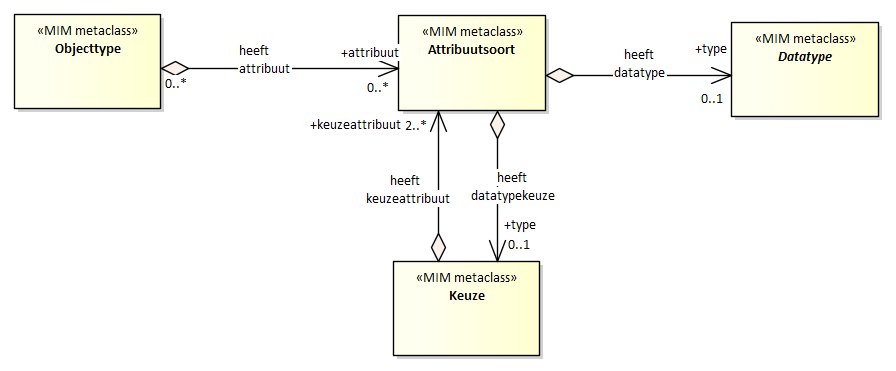 «MIM metaclass»
Objecttype
heeft
attribuut
0..*
+attribuut
0..*
«MIM metaclass»
Attribuutsoort
heeft
datatype
+type
0..1
«MIM metaclass»
Datatype
+keuzeattribuut
2..*
heeft
keuzeattribuut
heeft
datatypekeuze
+type
0..1
«MIM metaclass»
Keuze